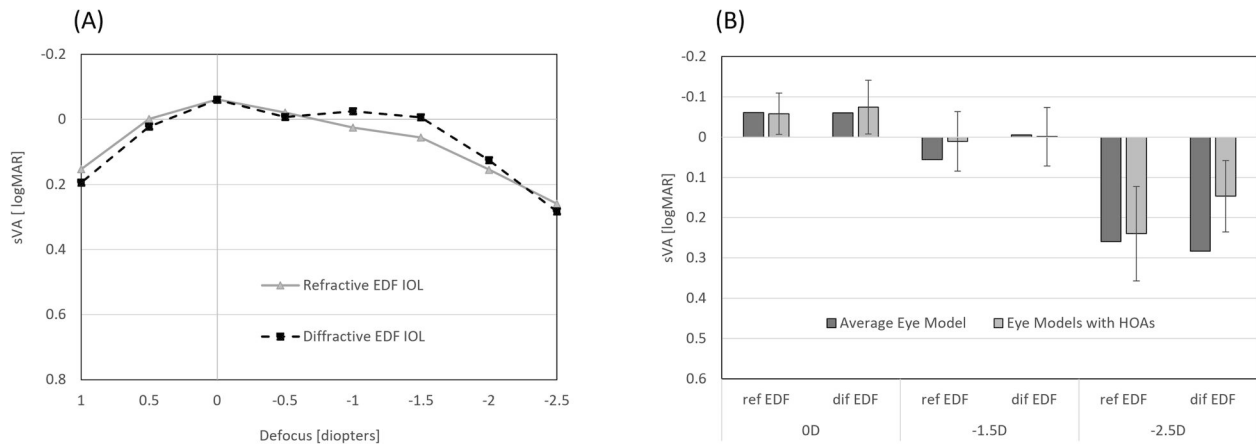 (A)
-0.2
0
0.2
0.4
0.6
0.8
sVA [ logMAR]
Refractive EDF IOL
Diffractive EDF IOL
1 0.5 0 -0.5 -1 -1.5 -2 -2.5
Defocus [diopters]
(B)
-0.2
-0.1
0
0.1
0.2
0.3
0.4
0.5
0.6
sVA [logMAR]
Average Eye Model Eye Models with HOAs
ref EDF dif EDF ref EDF dif EDF ref EDF dif EDF
0D -1.5D -2.5D